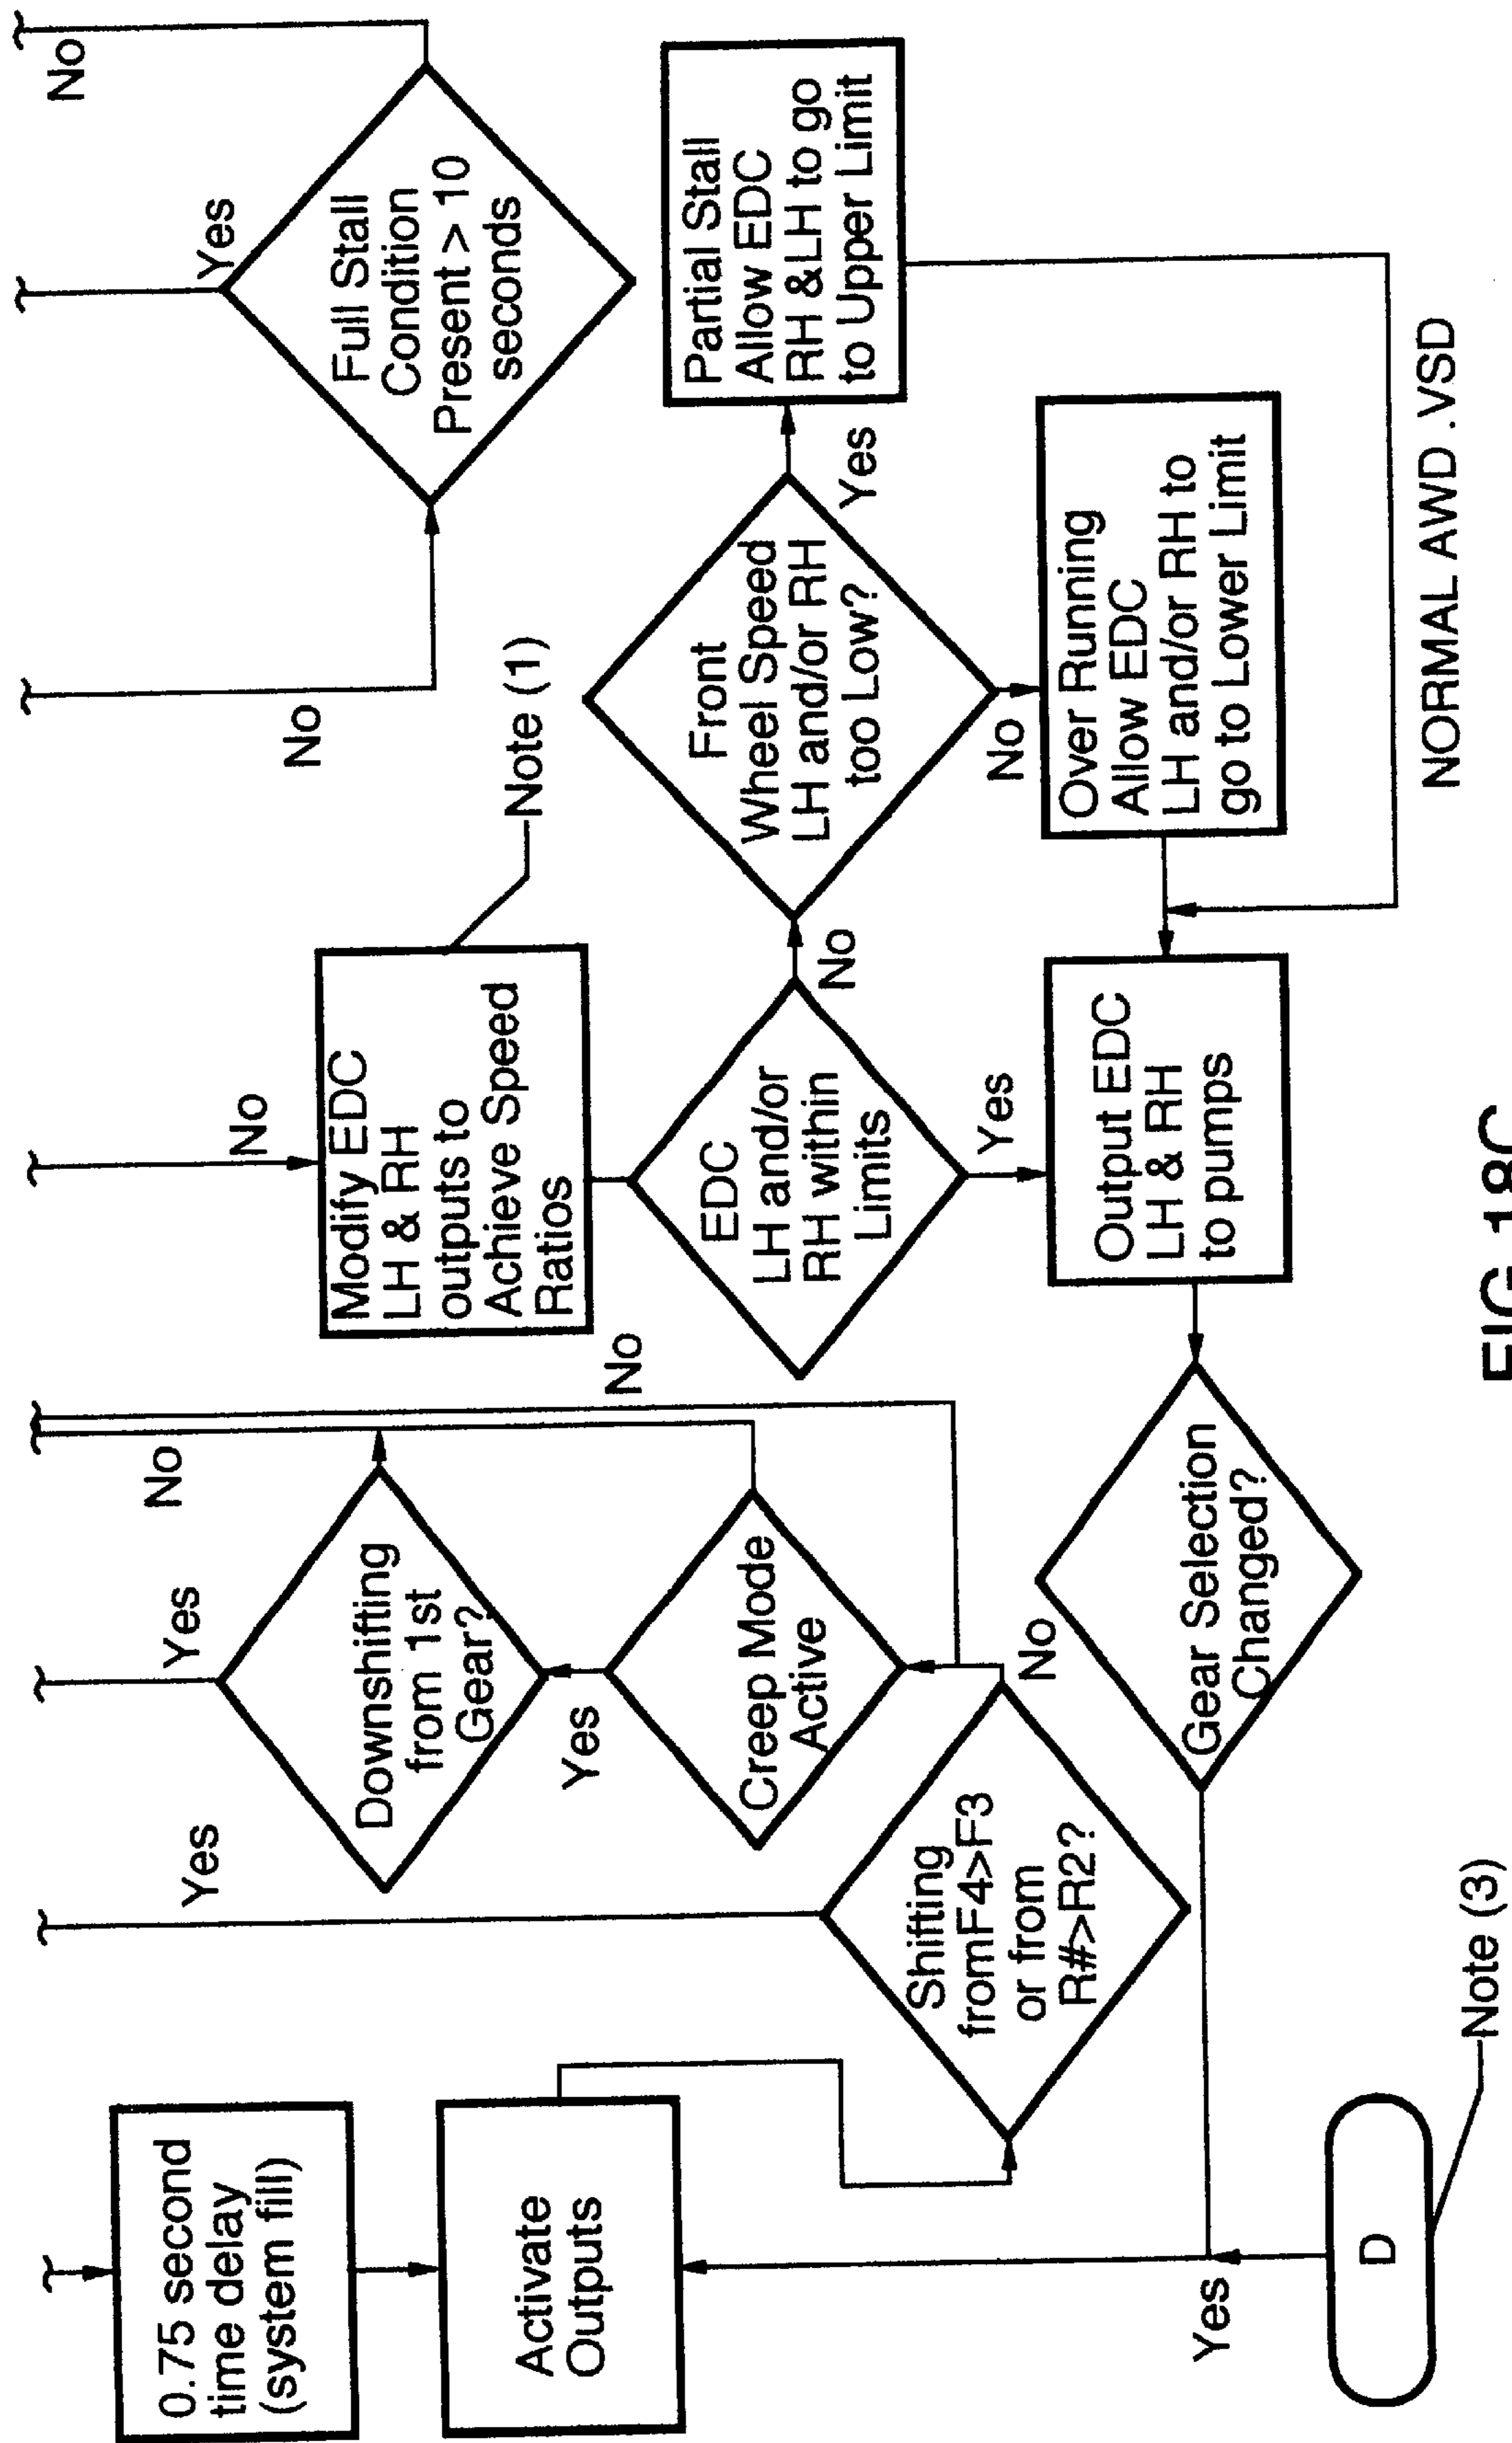 0.75 second
time delay
(system fill)
Activate
Outputs
D
Note (3)
Yes
Yes
Shifting
fromF4>F3
or from
R#>R2?
Yes
Downshifting
from 1st
Gear?
No
Yes
Creep Mode
Active
No
No
Gear Selection
Changed?
No
Modify EDC
LH & RH
outputs to
Achieve Speed
Ratios
Note (1)
EDC
LH and/or
RH within
Limits
No
Yes
Output EDC
LH & RH
to pumps
Front
Wheel Speed
LH and/or RH
too Low?
Yes
No
Over Running
Allow EDC
LH and/or RH to
go to Lower Limit
Partial Stall
Allow EDC
RH &LH to go
to Upper Limit
No
Yes
No
Full Stall
Condition
Present > 10
seconds
NORMAL AWD .VSD
FIG. 18C